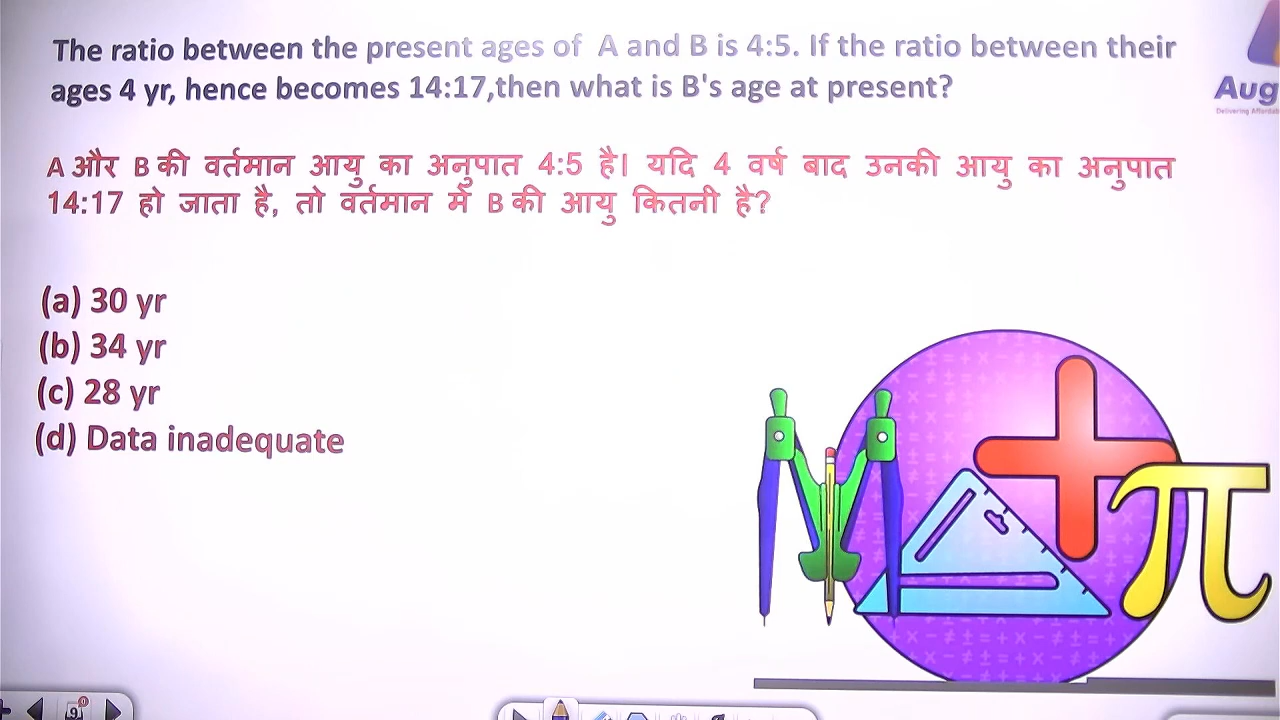 The ratio between the present ages of A and B is 4:5. If the ratio between their
ages 4 yr, hence becomes 14:17,then what is B's age at present?
A और B की वर्तमान आयु का अनुपात 4:5 है। यदि 4 वर्ष बाद उनकी आयु का अनुपात
14:17 हो जाता है, तो वर्तमान में B की आयु कितनी है?
(a) 30 yr
(b) 34 yr
(c) 28 yr
(d) Data inadequate
Aug
Delivering Affordab